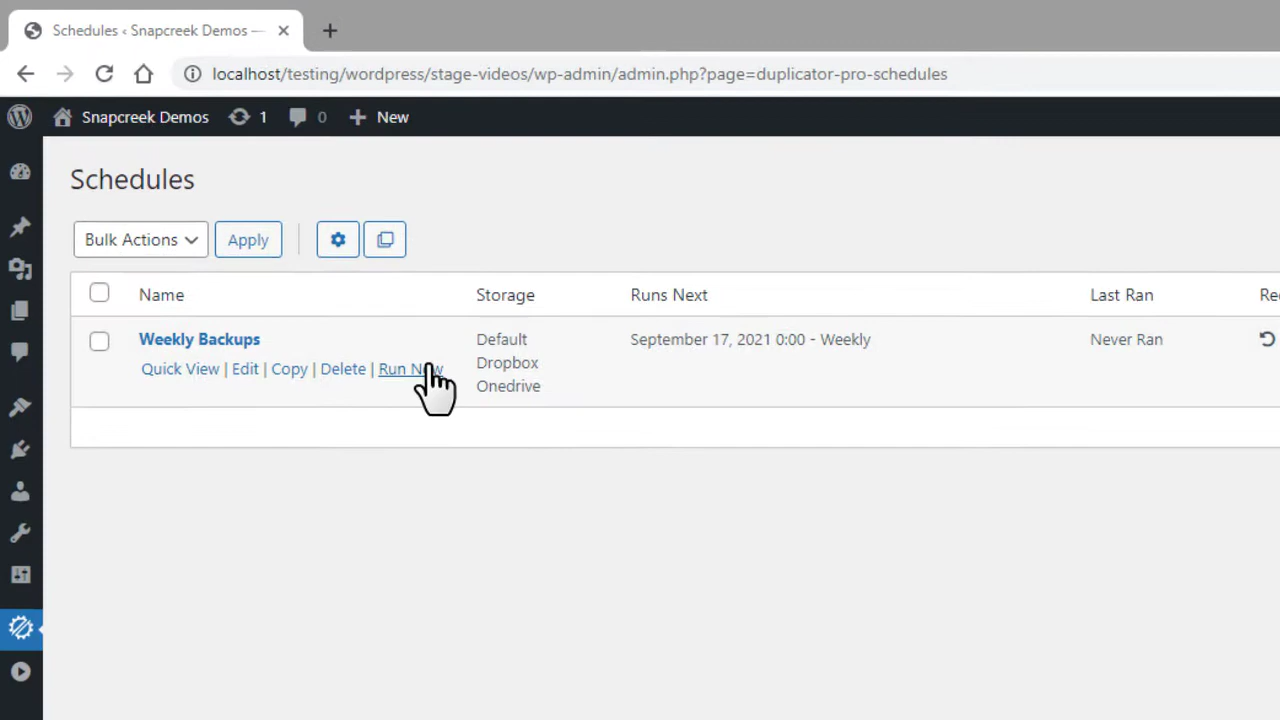 Schedules ‹ Snapcreek Demos —
localhost/testing/wordpress/stage-videos/wp-admin/admin.php?page=duplicator-pro-schedules
Snapcreek Demos 1 0 New
Schedules
Bulk Actions Apply
Name Storage Runs Next Last Ran
Weekly Backups Default September 17, 2021 0:00 - Weekly Never Ran
Quick View | Edit | Copy | Delete | Run Now Dropbox
Onedrive